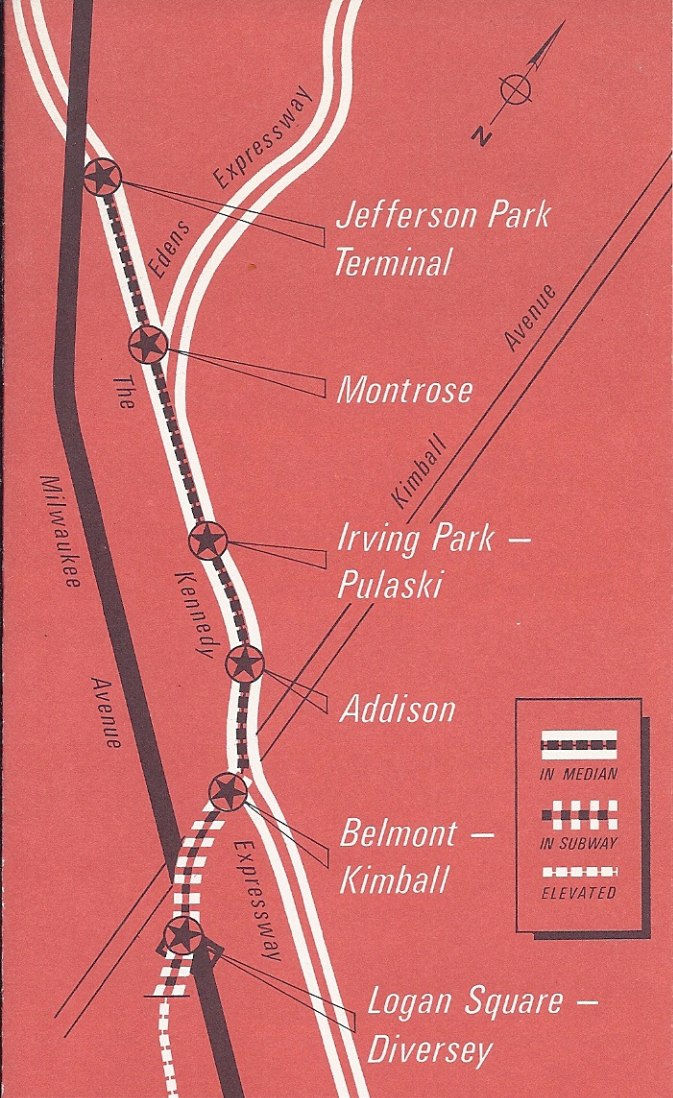 Edens Expressway
N
Jefferson Park
Terminal
Avenue
Montrose
The
Kimball
Milwaukee
Irving Park –
Pulaski
Kennedy
Addison
Avenue
IN MEDIAN
Belmont –
Kimball
IN SUBWAY
Expressway
ELEVATED
Logan Square –
Diversey